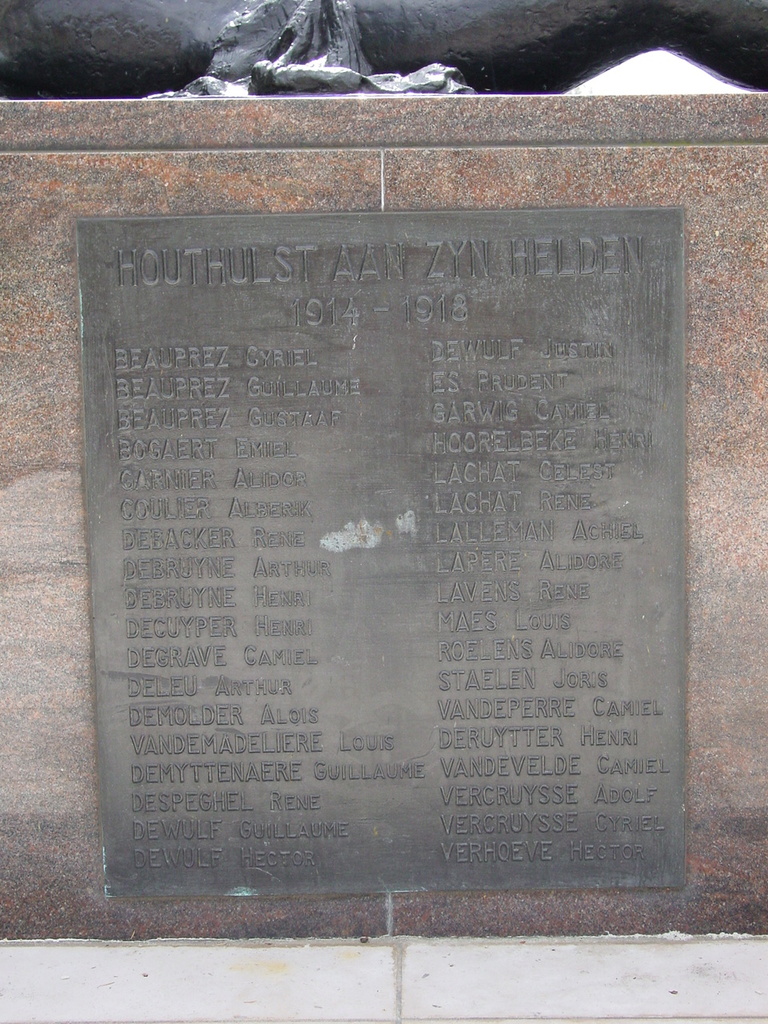 HOUTHULST AAN ZYN HELDEN
1914 - 1918
BEAUPREZ CYRIEL
BEAUPREZ GUILLAUME
BEAUPREZ GUSTAAF
BOGAERT EMIEL
CARNIER ALIDOR
COULIER ALBERIK
DEBACKER RENE
DEBRUYNE ARTHUR
DEBRUYNE HENRI
DECUYPER HENRI
DEGRAVE CAMIEL
DELEU ARTHUR
DEMOLDER ALOIS
VANDEMADELIERE LOUIS
DEMYTTENAERE GUILLAUME
DESPEGHEL RENE
DEWULF GUILLAUME
DEWULF HECTOR
DEWULF JUSTIN
ES PRUDENT
GARWIG CAMIEL
HOORELBEKE HENRI
LACHAT CELEST
LACHAT RENE
LALLEMAN ACHIEL
LAPERE ALIDORE
LAVENS RENE
MAES LOUIS
ROELENS ALIDORE
STAELEN JORIS
VANDEPERRE CAMIEL
DERUYTTER HENRI
VANDEVELDE CAMIEL
VERCRUYSSE ADOLF
VERCRUYSSE CYRIEL
VERHOEVE HECTOR